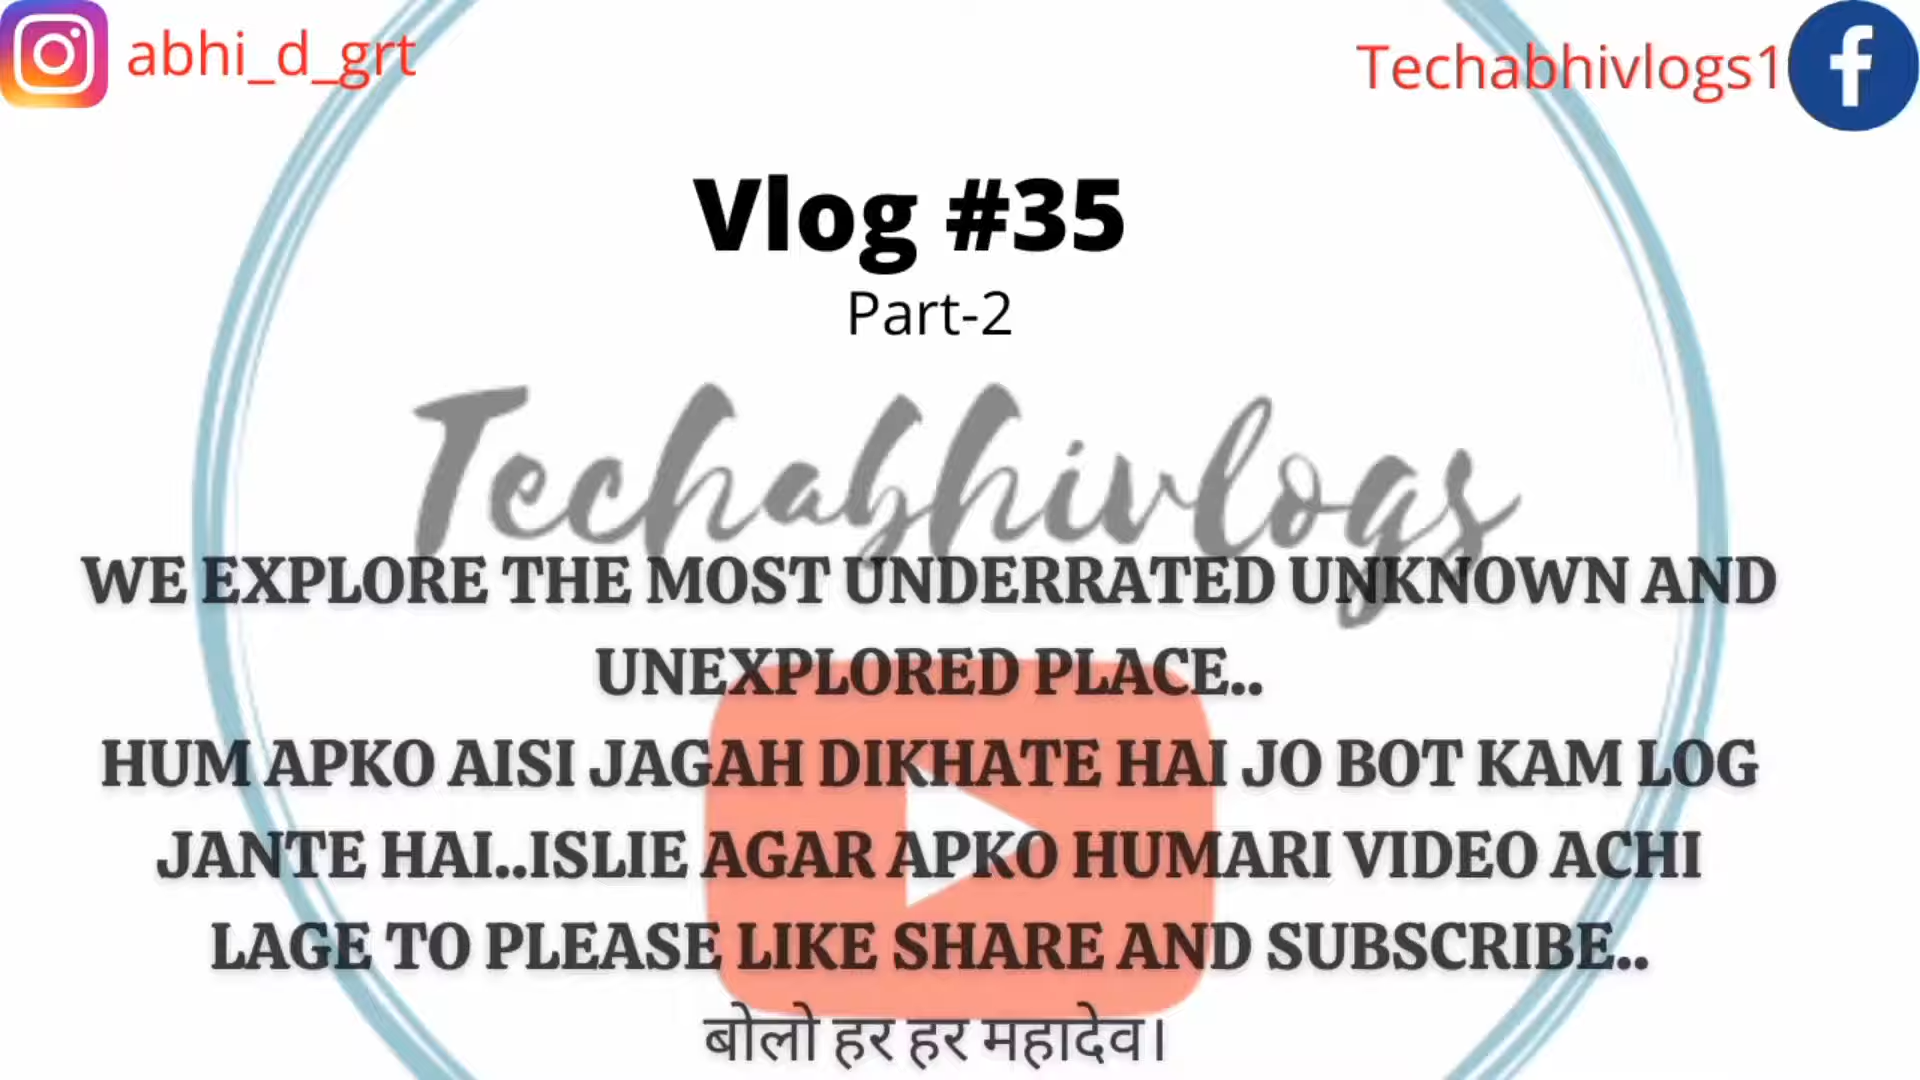 abhi_d_grt
Techabhivlogs1
Vlog #35
Part-2
Techabhivlogs
WE EXPLORE THE MOST UNDERRATED UNKNOWN AND
UNEXPLORED PLACE..
HUM APKO AISI JAGAH DIKHATE HAI JO BOT KAM LOG
JANTE HAI..ISLIE AGAR APKO HUMARI VIDEO ACHI
LAGE TO PLEASE LIKE SHARE AND SUBSCRIBE..
बोलो हर हर महादेव।